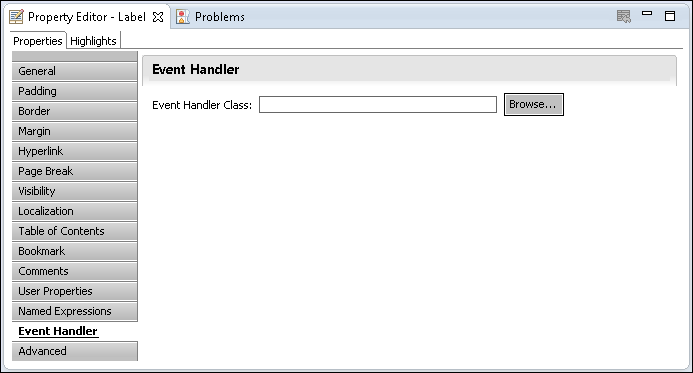 Property Editor - Label
Problems
Properties
Highlights
General
Padding
Border
Margin
Hyperlink
Page Break
Visibility
Localization
Table of Contents
Bookmark
Comments
User Properties
Named Expressions
Event Handler
Advanced
Event Handler
Event Handler Class:
Browse...